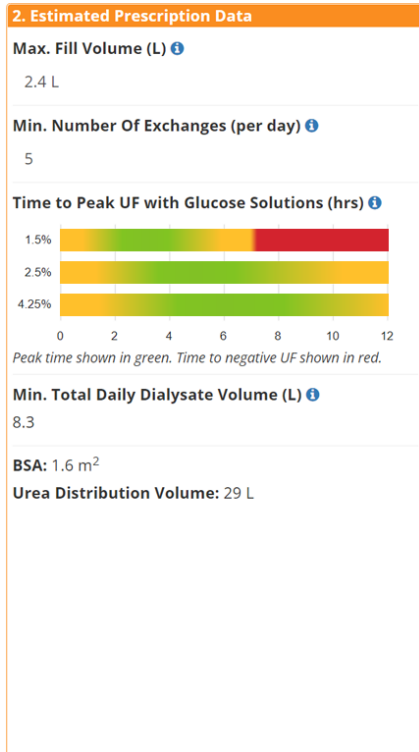 2. Estimated Prescription Data
Max. Fill Volume (L)
2.4 L
Min. Number Of Exchanges (per day)
5
Time to Peak UF with Glucose Solutions (hrs)
1.5%
2.5%
4.25%
0 2 4 6 8 10 12
Peak time shown in green. Time to negative UF shown in red.
Min. Total Daily Dialysate Volume (L)
8.3
BSA: 1.6 m²
Urea Distribution Volume: 29 L